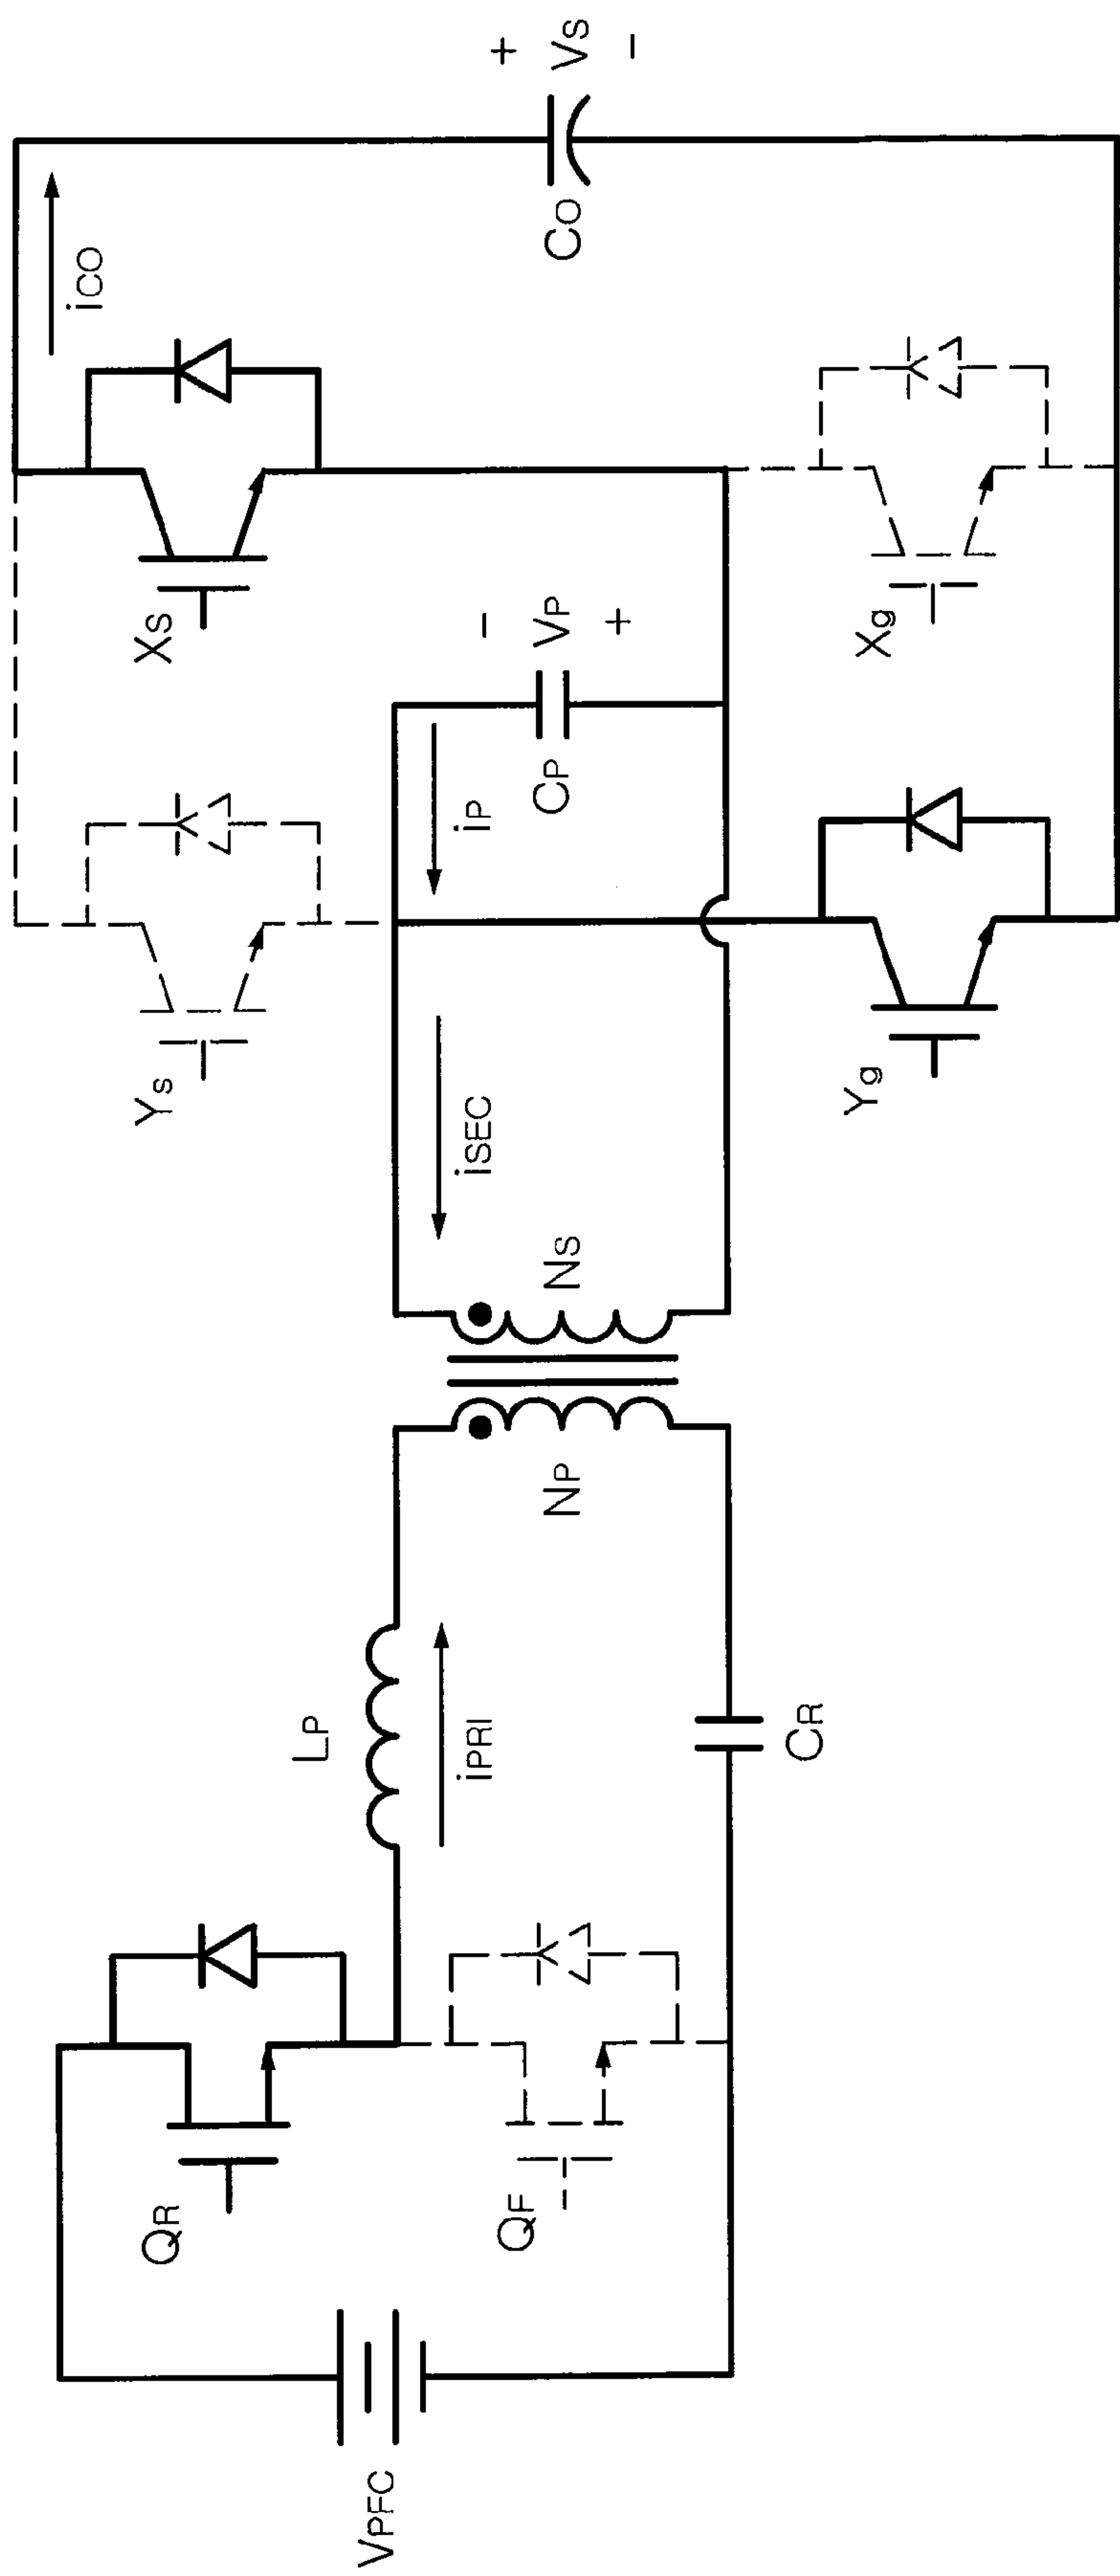 VPFC
QR
QF
LP
iPRI
CR
NP
NS
iSEC
iP
CP
- VP +
YS
Yg
XS
Xg
iCO
CO
+ VS -